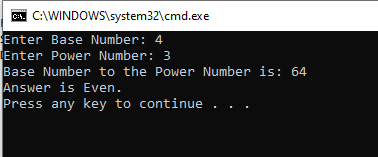 C:\WINDOWS\system32\cmd.exe
Enter Base Number: 4
Enter Power Number: 3
Base Number to the Power Number is: 64
Answer is Even.
Press any key to continue . . .